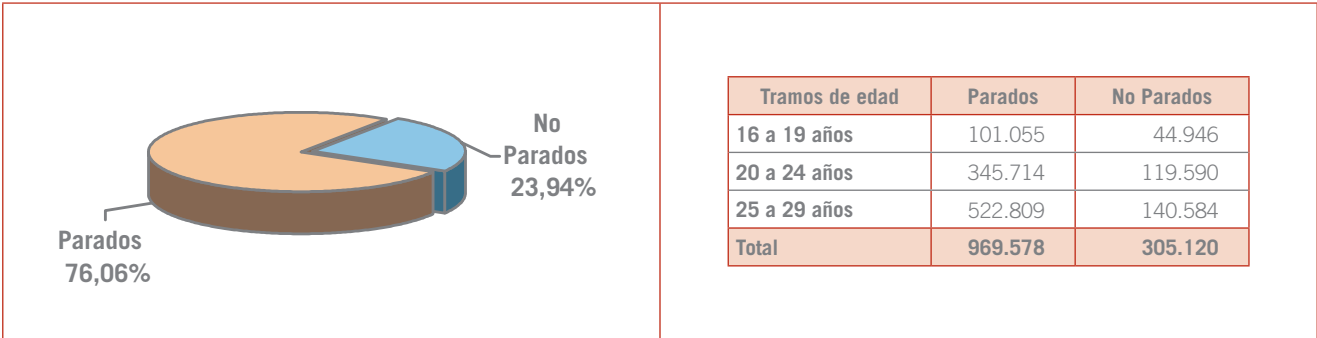 No
Parados
23,94%
Parados
76,06%
Tramos de edad Parados No Parados
16 a 19 años 101.055 44.946
20 a 24 años 345.714 119.590
25 a 29 años 522.809 140.584
Total 969.578 305.120